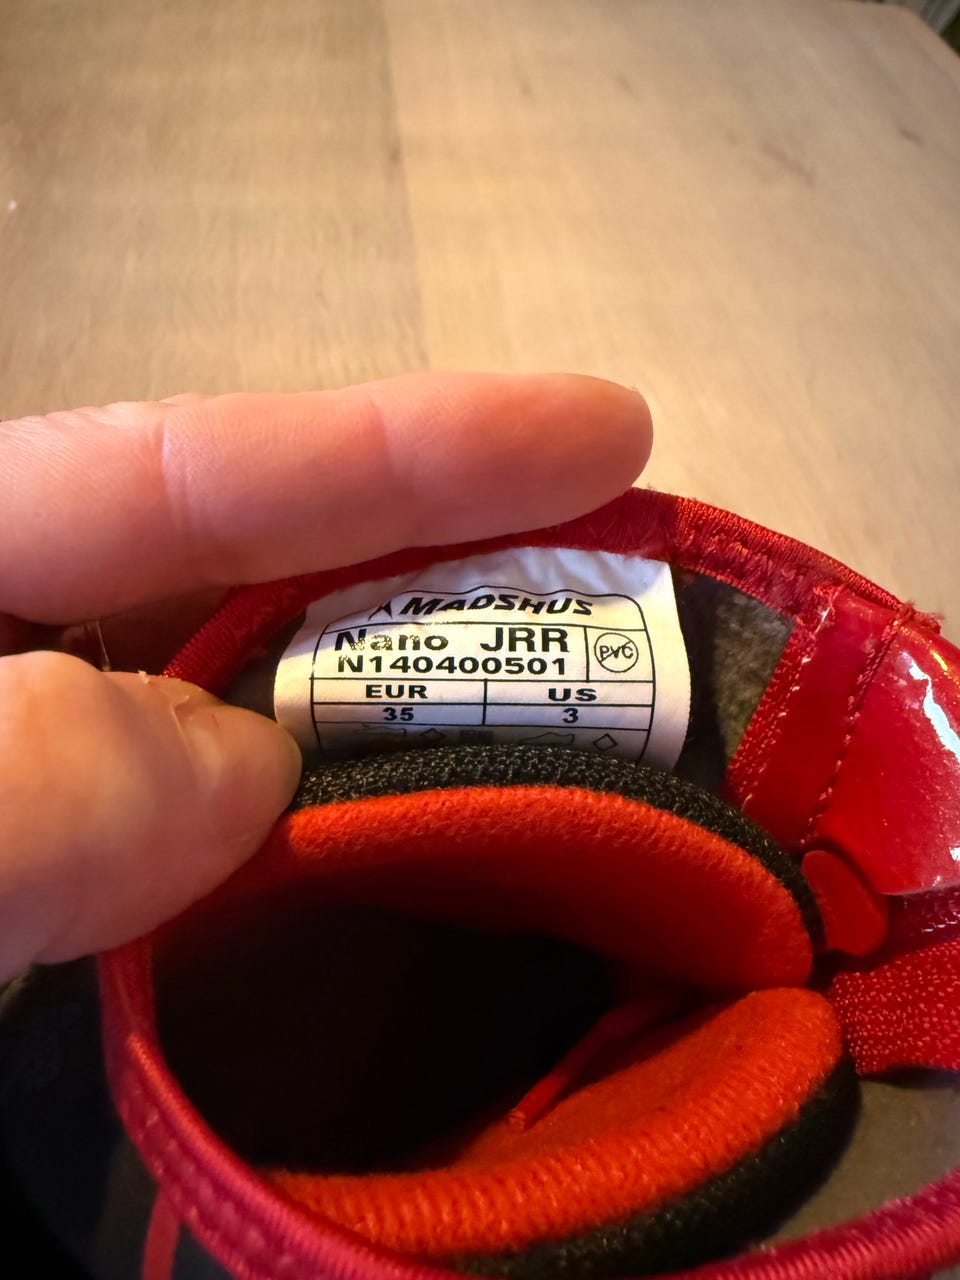 MADSHUS
Nano JRR
N140400501
PVC
EUR US
35 3